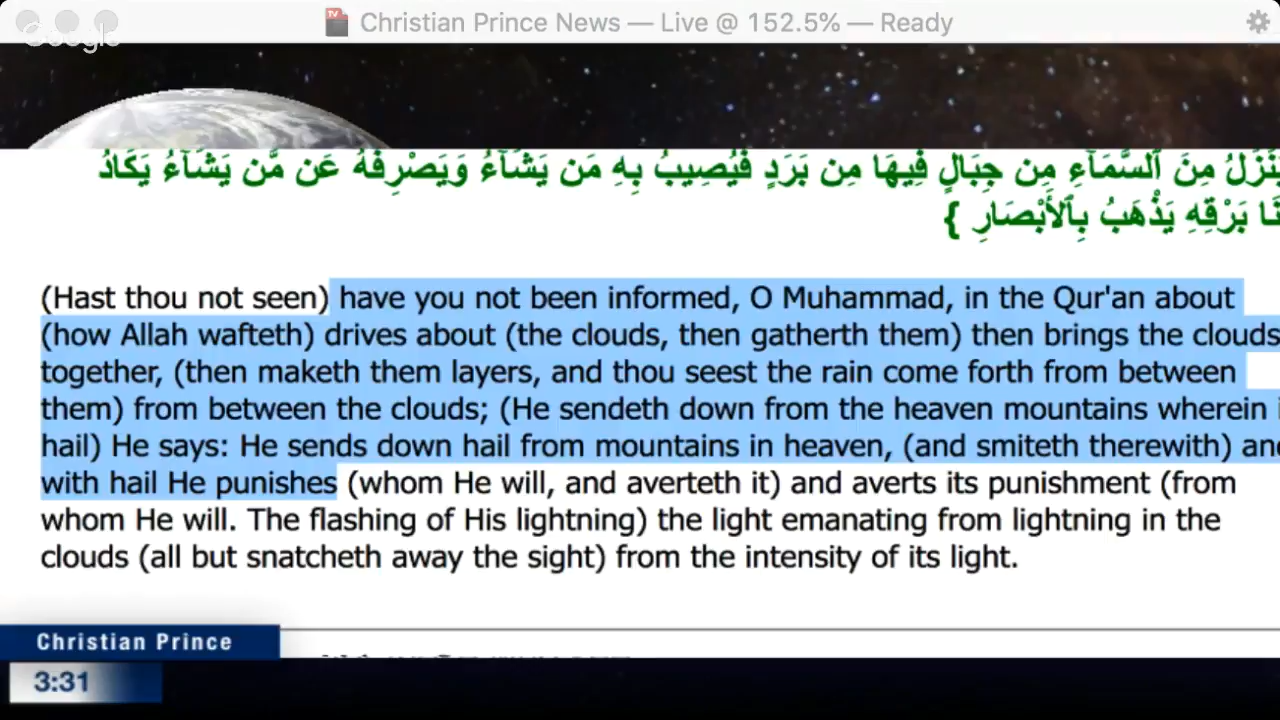 Christian Prince News — Live @ 152.5% — Ready
Google
مِنَ ٱلسَّمَآءِ مِن جِبَالٍ فِيهَا مِن بَرَدٍ فَيُصِيبُ بِهِ مَن يَشَآءُ وَيَصْرِفُهُ عَن مَّن يَشَآءُ يَكَادُ
بَرْقِهِ يَذْهَبُ بِٱلأَبْصَارِ }
(Hast thou not seen) have you not been informed, O Muhammad, in the Qur'an about
(how Allah wafteth) drives about (the clouds, then gatherth them) then brings the clouds
together, (then maketh them layers, and thou seest the rain come forth from between
them) from between the clouds; (He sendeth down from the heaven mountains wherein
hail) He says: He sends down hail from mountains in heaven, (and smiteth therewith)
with hail He punishes (whom He will, and averteth it) and averts its punishment (from
whom He will. The flashing of His lightning) the light emanating from lightning in the
clouds (all but snatcheth away the sight) from the intensity of its light.
Christian Prince
3:31